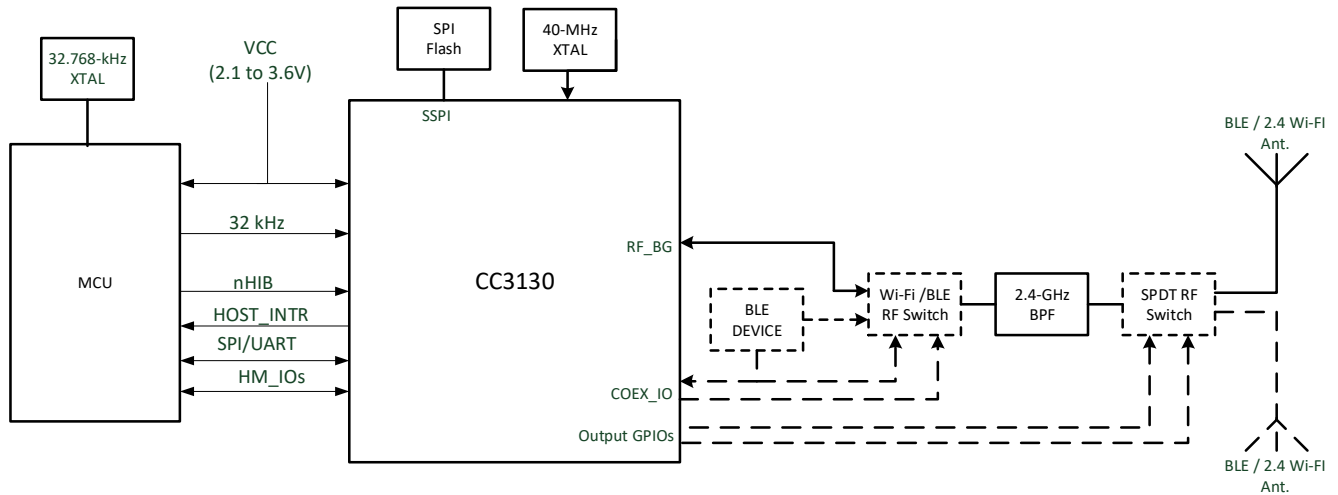 SPI
Flash
40-MHz
XTAL
32.768-kHz
XTAL
VCC
(2.1 to 3.6V)
SSPI
BLE / 2.4 Wi-FI
Ant.
32 kHz
RF_BG
MCU
nHIB
CC3130
HOST_INTR
SPI/UART
HM_IOs
BLE
DEVICE
Wi-Fi /BLE
RF Switch
2.4-GHz
BPF
SPDT RF
Switch
COEX_IO
Output GPIOs
BLE / 2.4 Wi-FI
Ant.